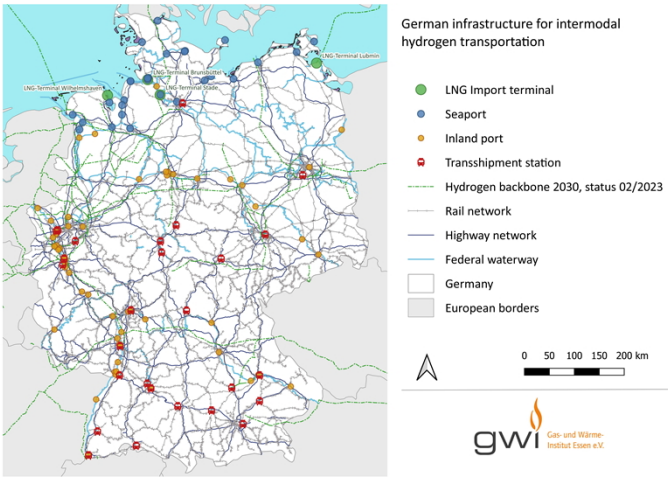 German infrastructure for intermodal
hydrogen transportation
LNG-Terminal Lubmin
LNG-Terminal Brunsbüttel
LNG-Terminal Wilhelmshaven
LNG-Terminal Stade
LNG Import terminal
Seaport
Inland port
Transshipment station
Hydrogen backbone 2030, status 02/2023
Rail network
Highway network
Federal waterway
Germany
European borders
0 50 100 150 200 km
gwi
Gas- und Wärme-
Institut Essen e.V.